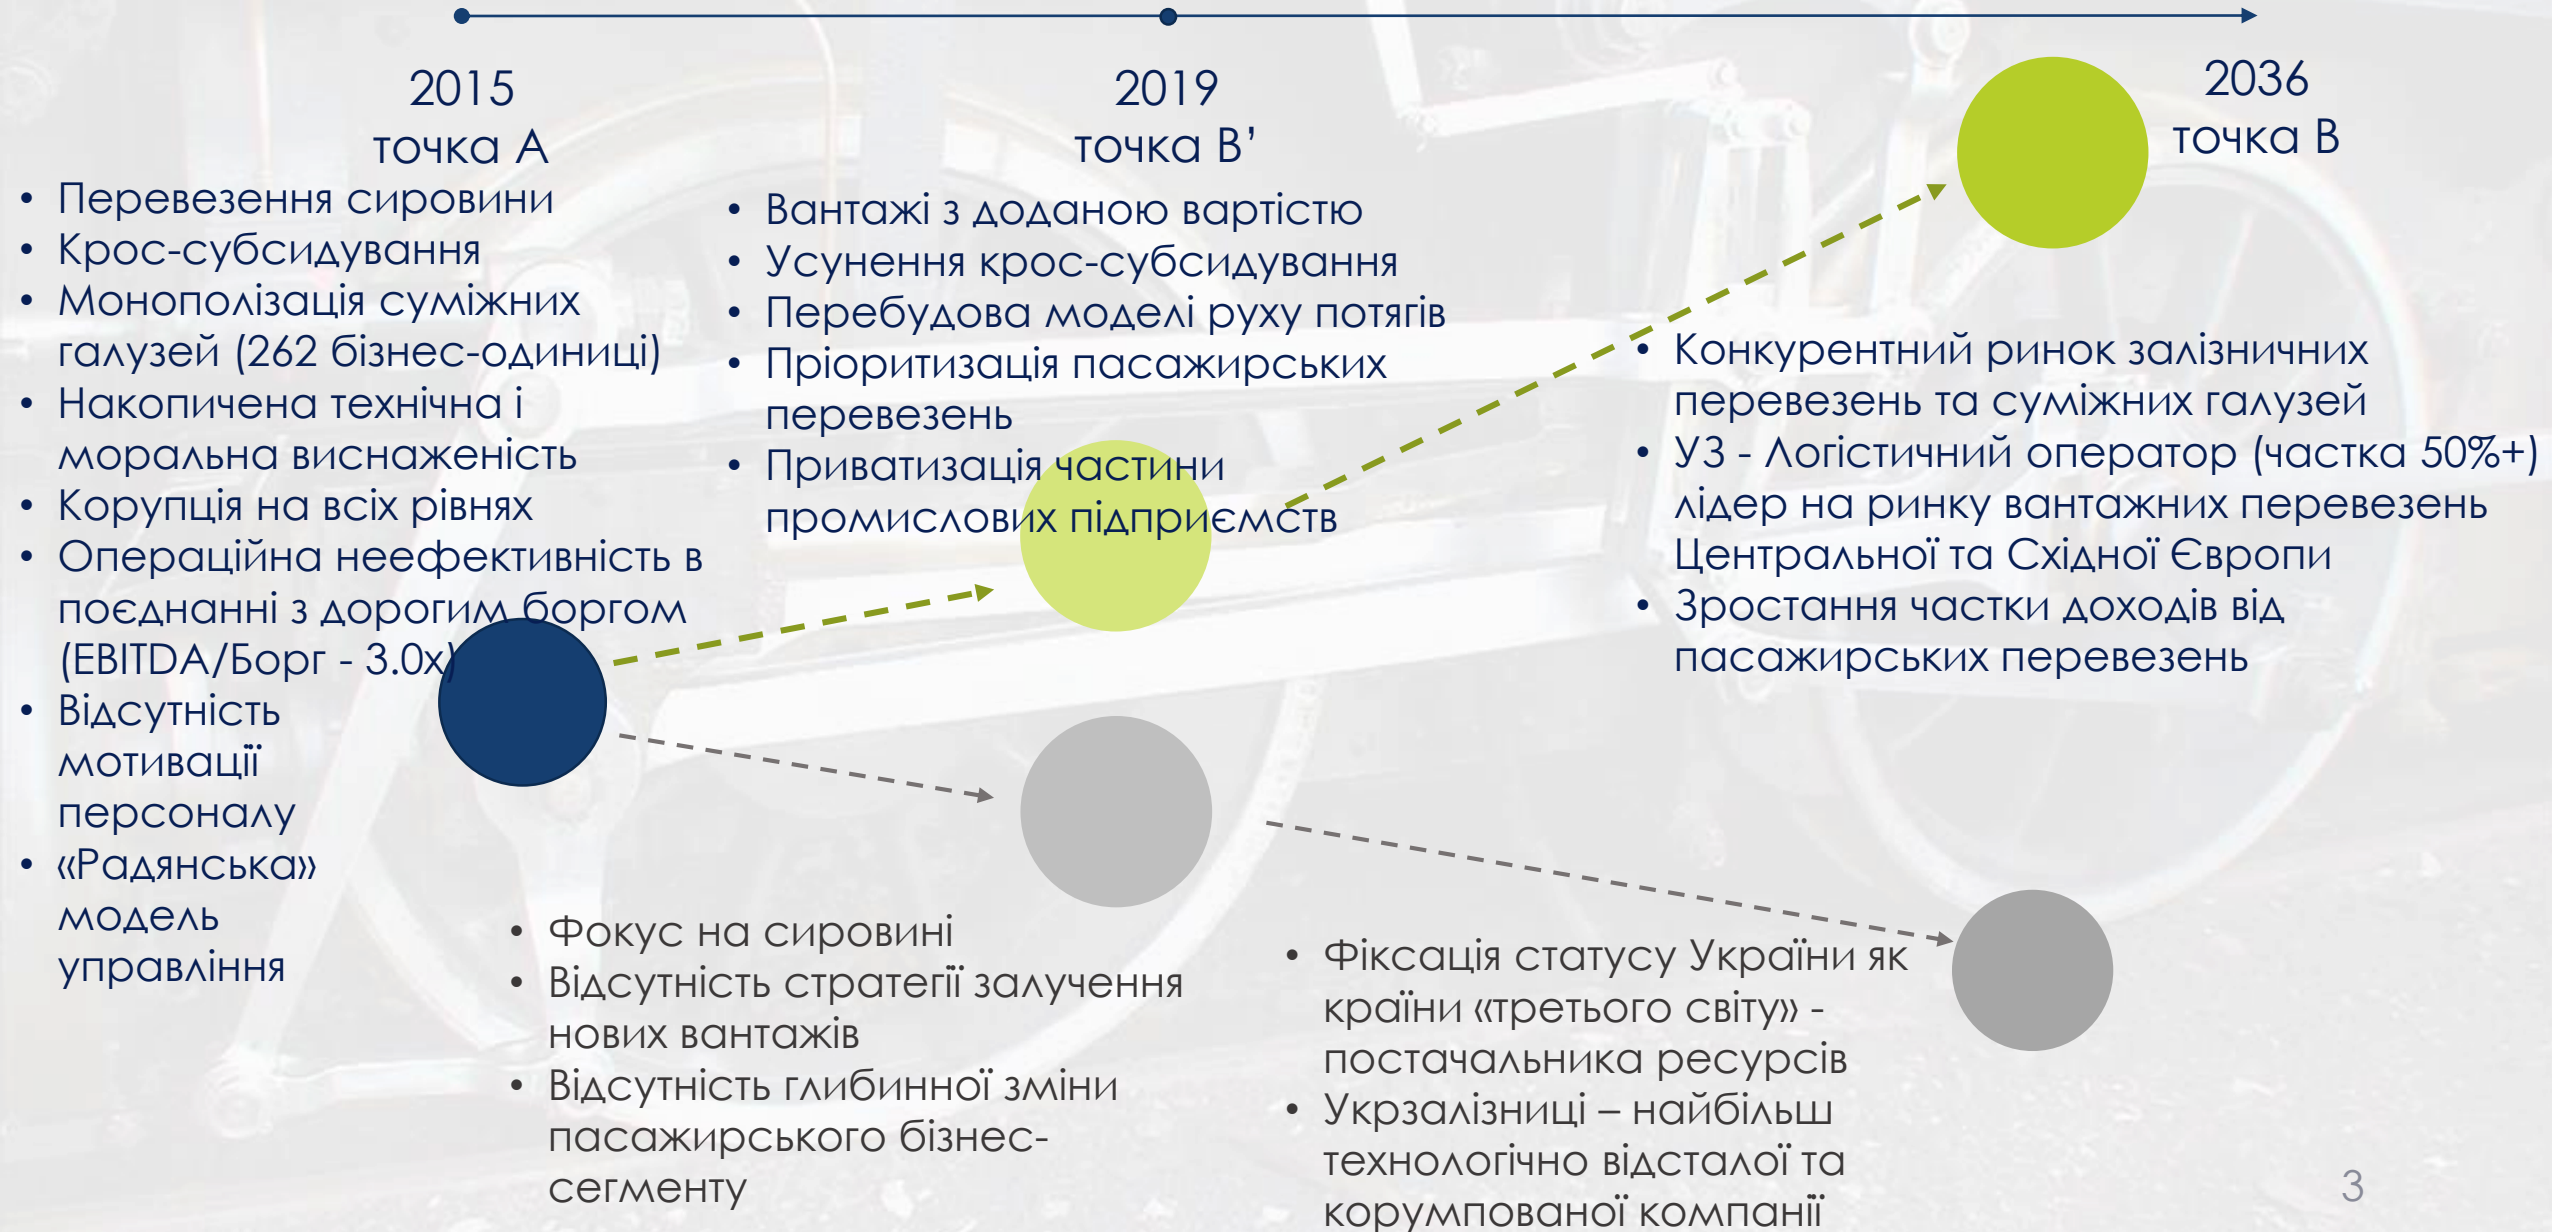 2015
точка А
• Перевезення сировини
• Крос-субсидування
• Монополізація суміжних
галузей (262 бізнес-одиниці)
• Накопичена технічна і
моральна виснаженість
• Корупція на всіх рівнях
• Операційна неефективність в
поєднанні з дорогим боргом
(EBITDA/Борг - 3.0x)
• Відсутність
мотивації
персоналу
• «Радянська»
модель
управління
2019
точка В’
• Вантажі з доданою вартістю
• Усунення крос-субсидування
• Перебудова моделі руху потягів
• Пріоритизація пасажирських
перевезень
• Приватизація частини
промислових підприємств
2036
точка В
• Конкурентний ринок залізничних
перевезень та суміжних галузей
• УЗ - Логістичний оператор (частка 50%+)
лідер на ринку вантажних перевезень
Центральної та Східної Європи
• Зростання частки доходів від
пасажирських перевезень
• Фокус на сировині
• Відсутність стратегії залучення
нових вантажів
• Відсутність глибинної зміни
пасажирського бізнес-
сегменту
• Фіксація статусу України як
країни «третього світу» -
постачальника ресурсів
• Укрзалізниці – найбільш
технологічно відсталої та
корумпованої компанії
3